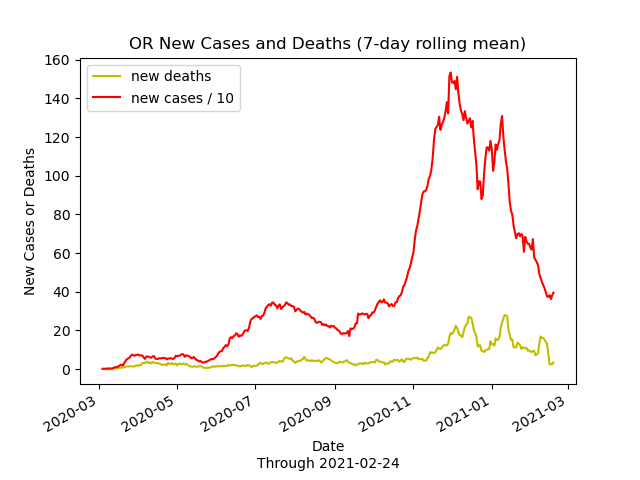 OR New Cases and Deaths (7-day rolling mean)
new deaths
new cases / 10
New Cases or Deaths
160
140
120
100
80
60
40
20
0
2020-03
2020-05
2020-07
2020-09
2020-11
2021-01
2021-03
Date
Through 2021-02-24